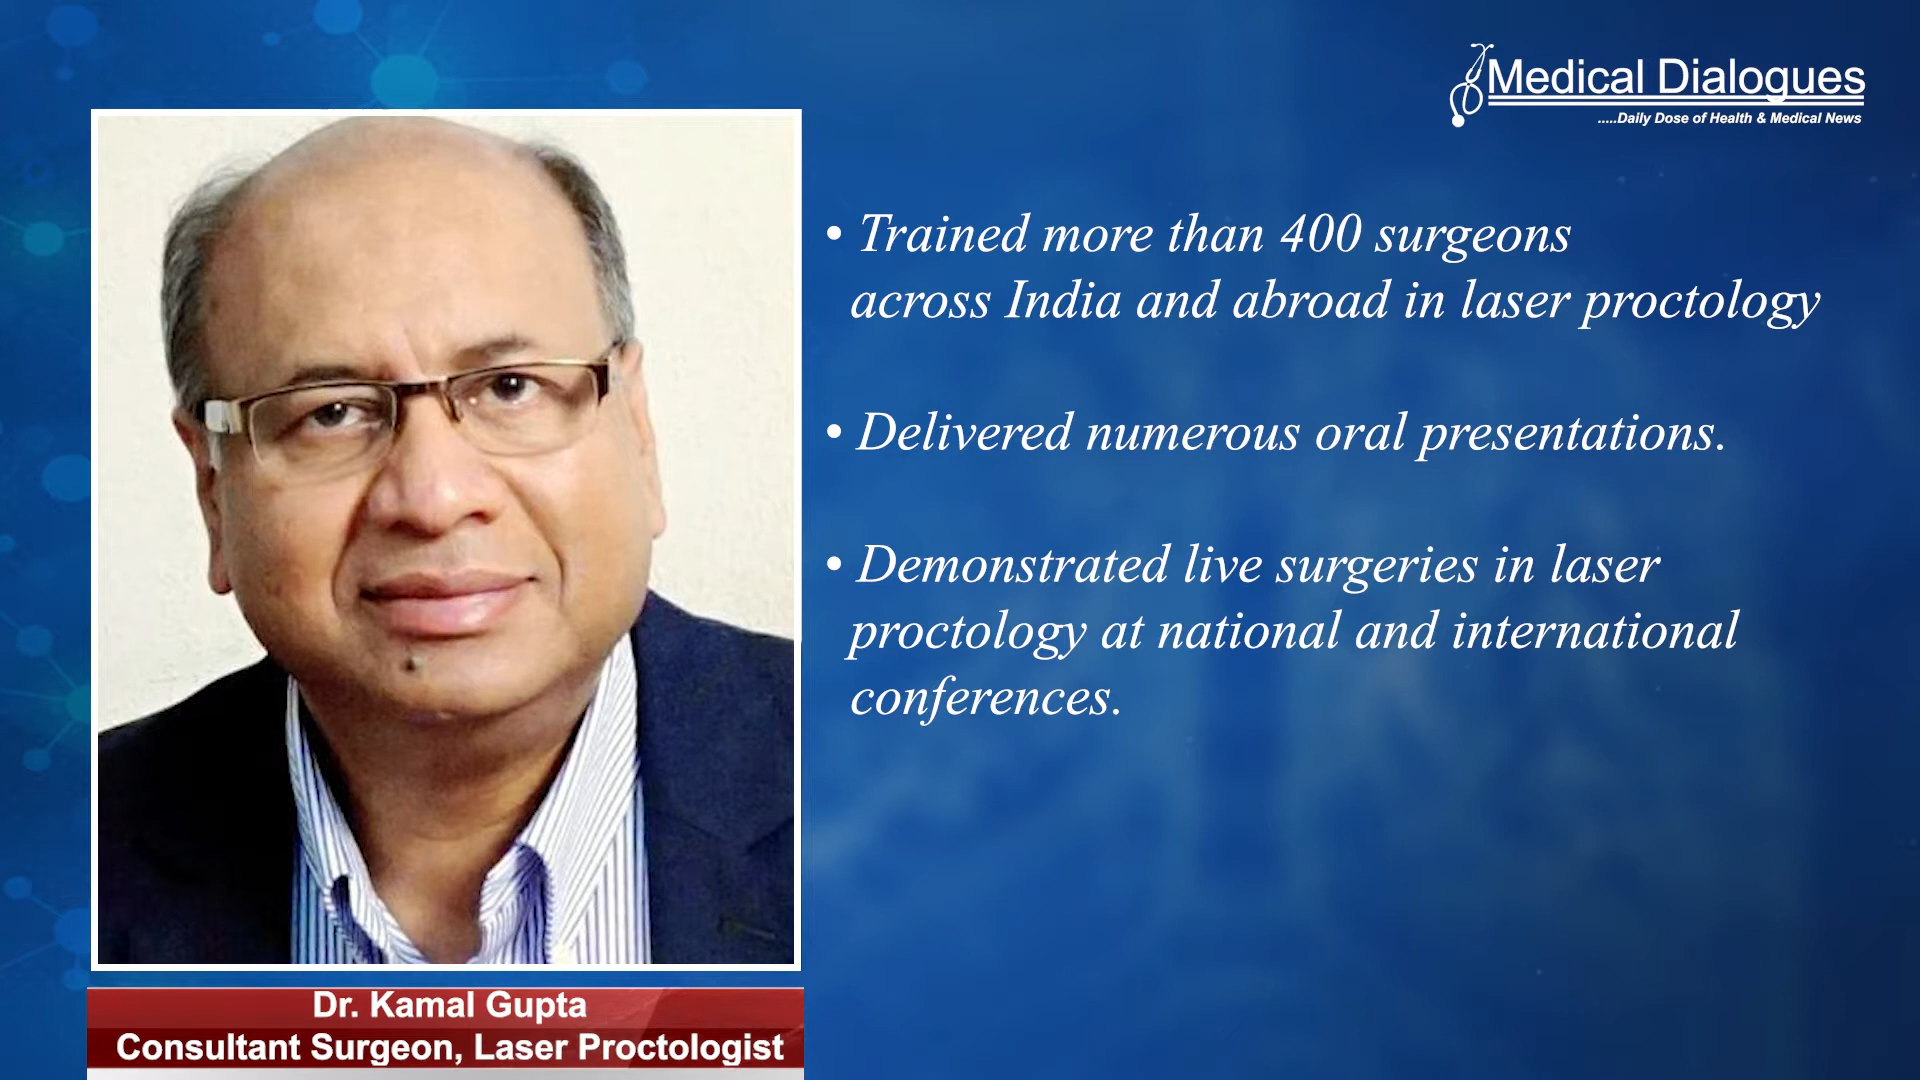 Medical Dialogues
.....Daily Dose of Health & Medical News
• Trained more than 400 surgeons
across India and abroad in laser proctology
• Delivered numerous oral presentations.
• Demonstrated live surgeries in laser
proctology at national and international
conferences.
Dr. Kamal Gupta
Consultant Surgeon, Laser Proctologist